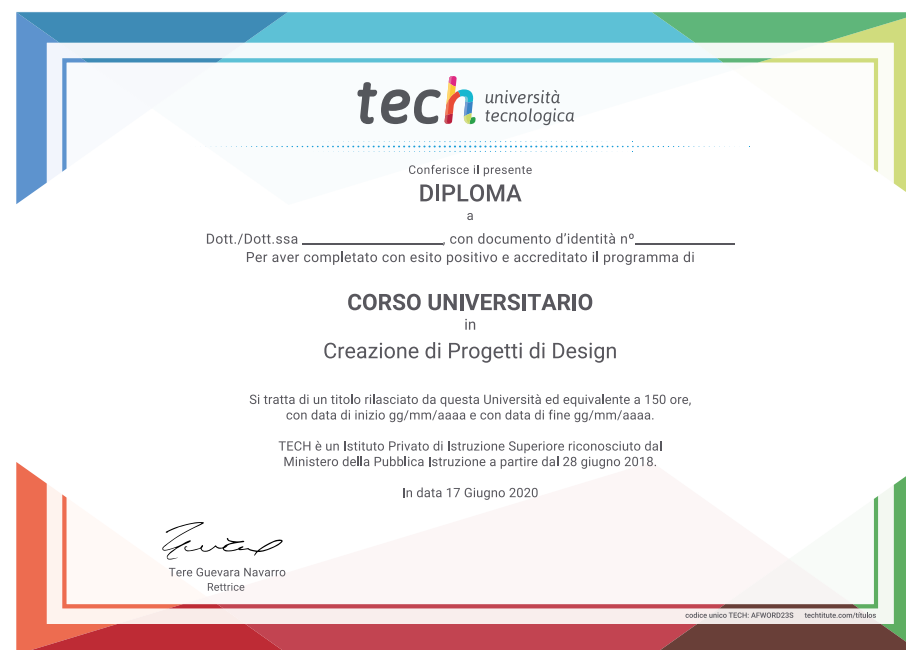 tech università
tecnologica
Conferisce il presente
DIPLOMA
a
Dott./Dott.ssa ____________________, con documento d'identità nº______________
Per aver completato con esito positivo e accreditato il programma di
CORSO UNIVERSITARIO
in
Creazione di Progetti di Design
Si tratta di un titolo rilasciato da questa Università ed equivalente a 150 ore,
con data di inizio gg/mm/aaaa e con data di fine gg/mm/aaaa.
TECH è un Istituto Privato di Istruzione Superiore riconosciuto dal
Ministero della Pubblica Istruzione a partire dal 28 giugno 2018.
In data 17 Giugno 2020
Tere Guevara Navarro
Rettrice
codice unico TECH: AFWORD23S techtitute.com/titulos